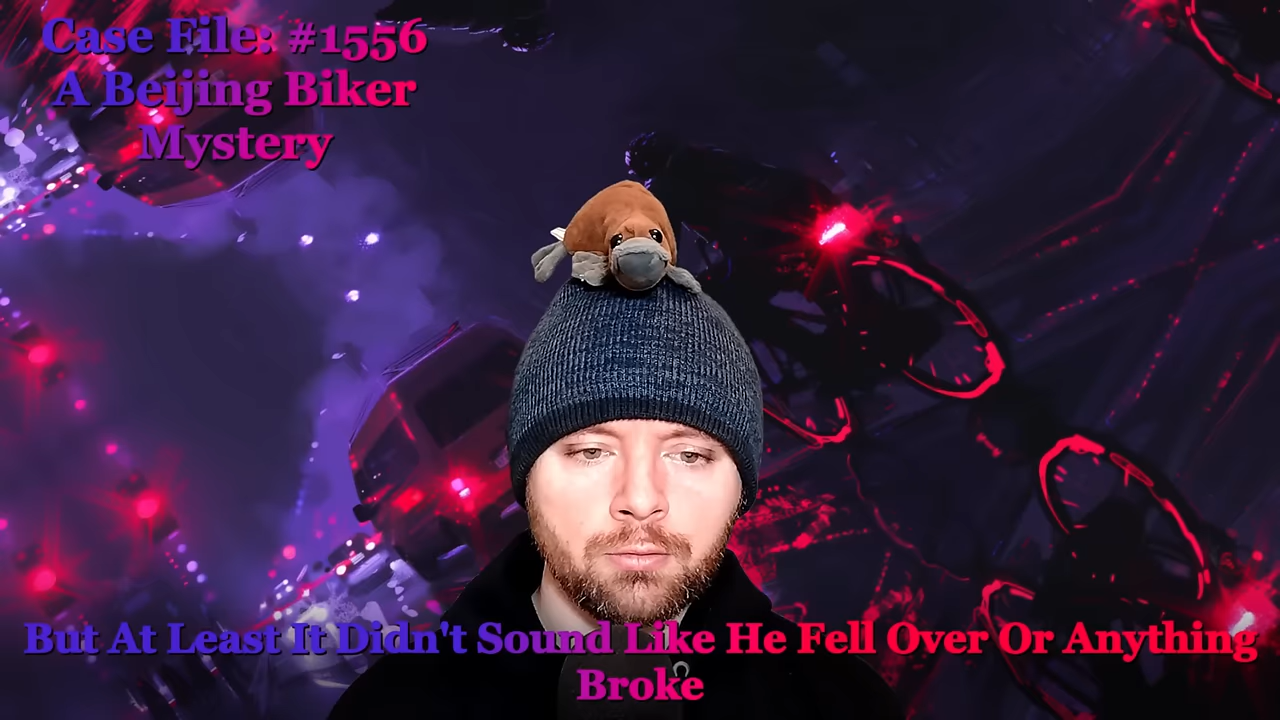 Case File: #1556
A Beijing Biker
Mystery
But At Least It Didn't Sound Like He Fell Over Or Anything
Broke